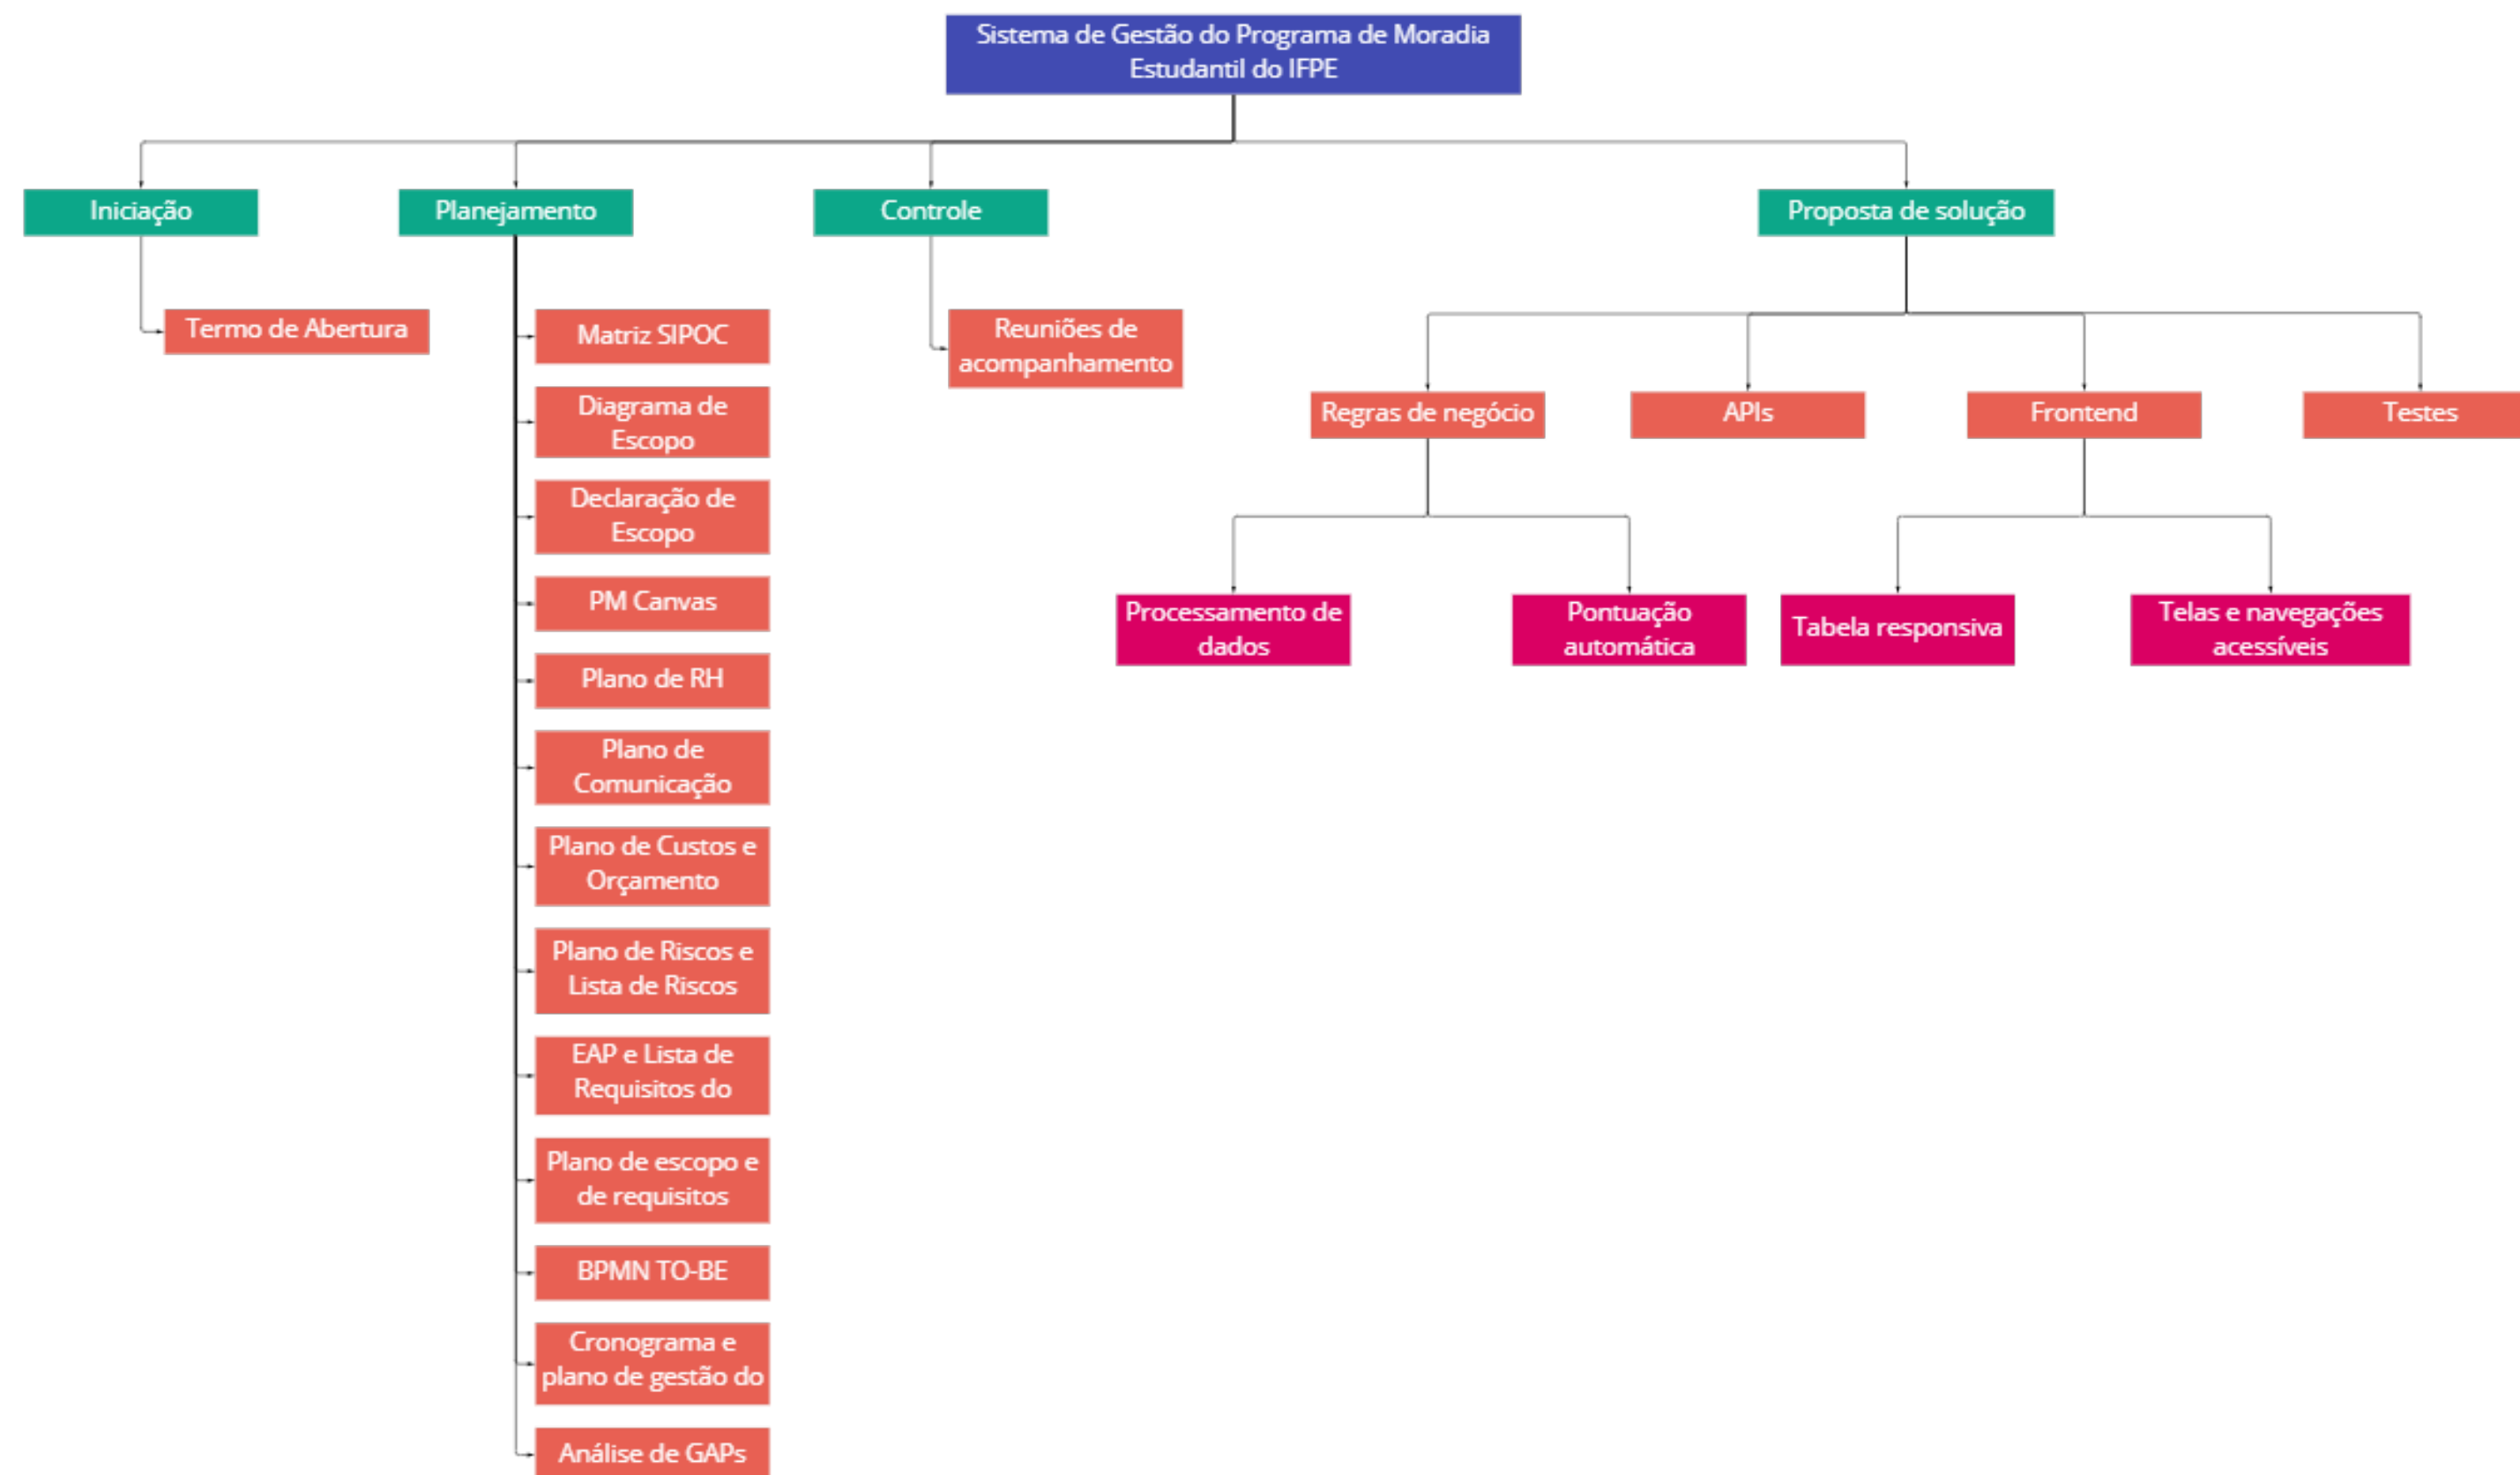 Sistema de Gestão do Programa de Moradia
Estudantil do IFPE
Iniciação
Planejamento
Controle
Proposta de solução
Termo de Abertura
Matriz SIPOC
Diagrama de
Escopo
Declaração de
Escopo
PM Canvas
Plano de RH
Plano de
Comunicação
Plano de Custos e
Orçamento
Plano de Riscos e
Lista de Riscos
EAP e Lista de
Requisitos do
Plano de escopo e
de requisitos
BPMN TO-BE
Cronograma e
plano de gestão do
Análise de GAPs
Reuniões de
acompanhamento
Regras de negócio
APIs
Frontend
Testes
Processamento de
dados
Pontuação
automática
Tabela responsiva
Telas e navegações
acessíveis